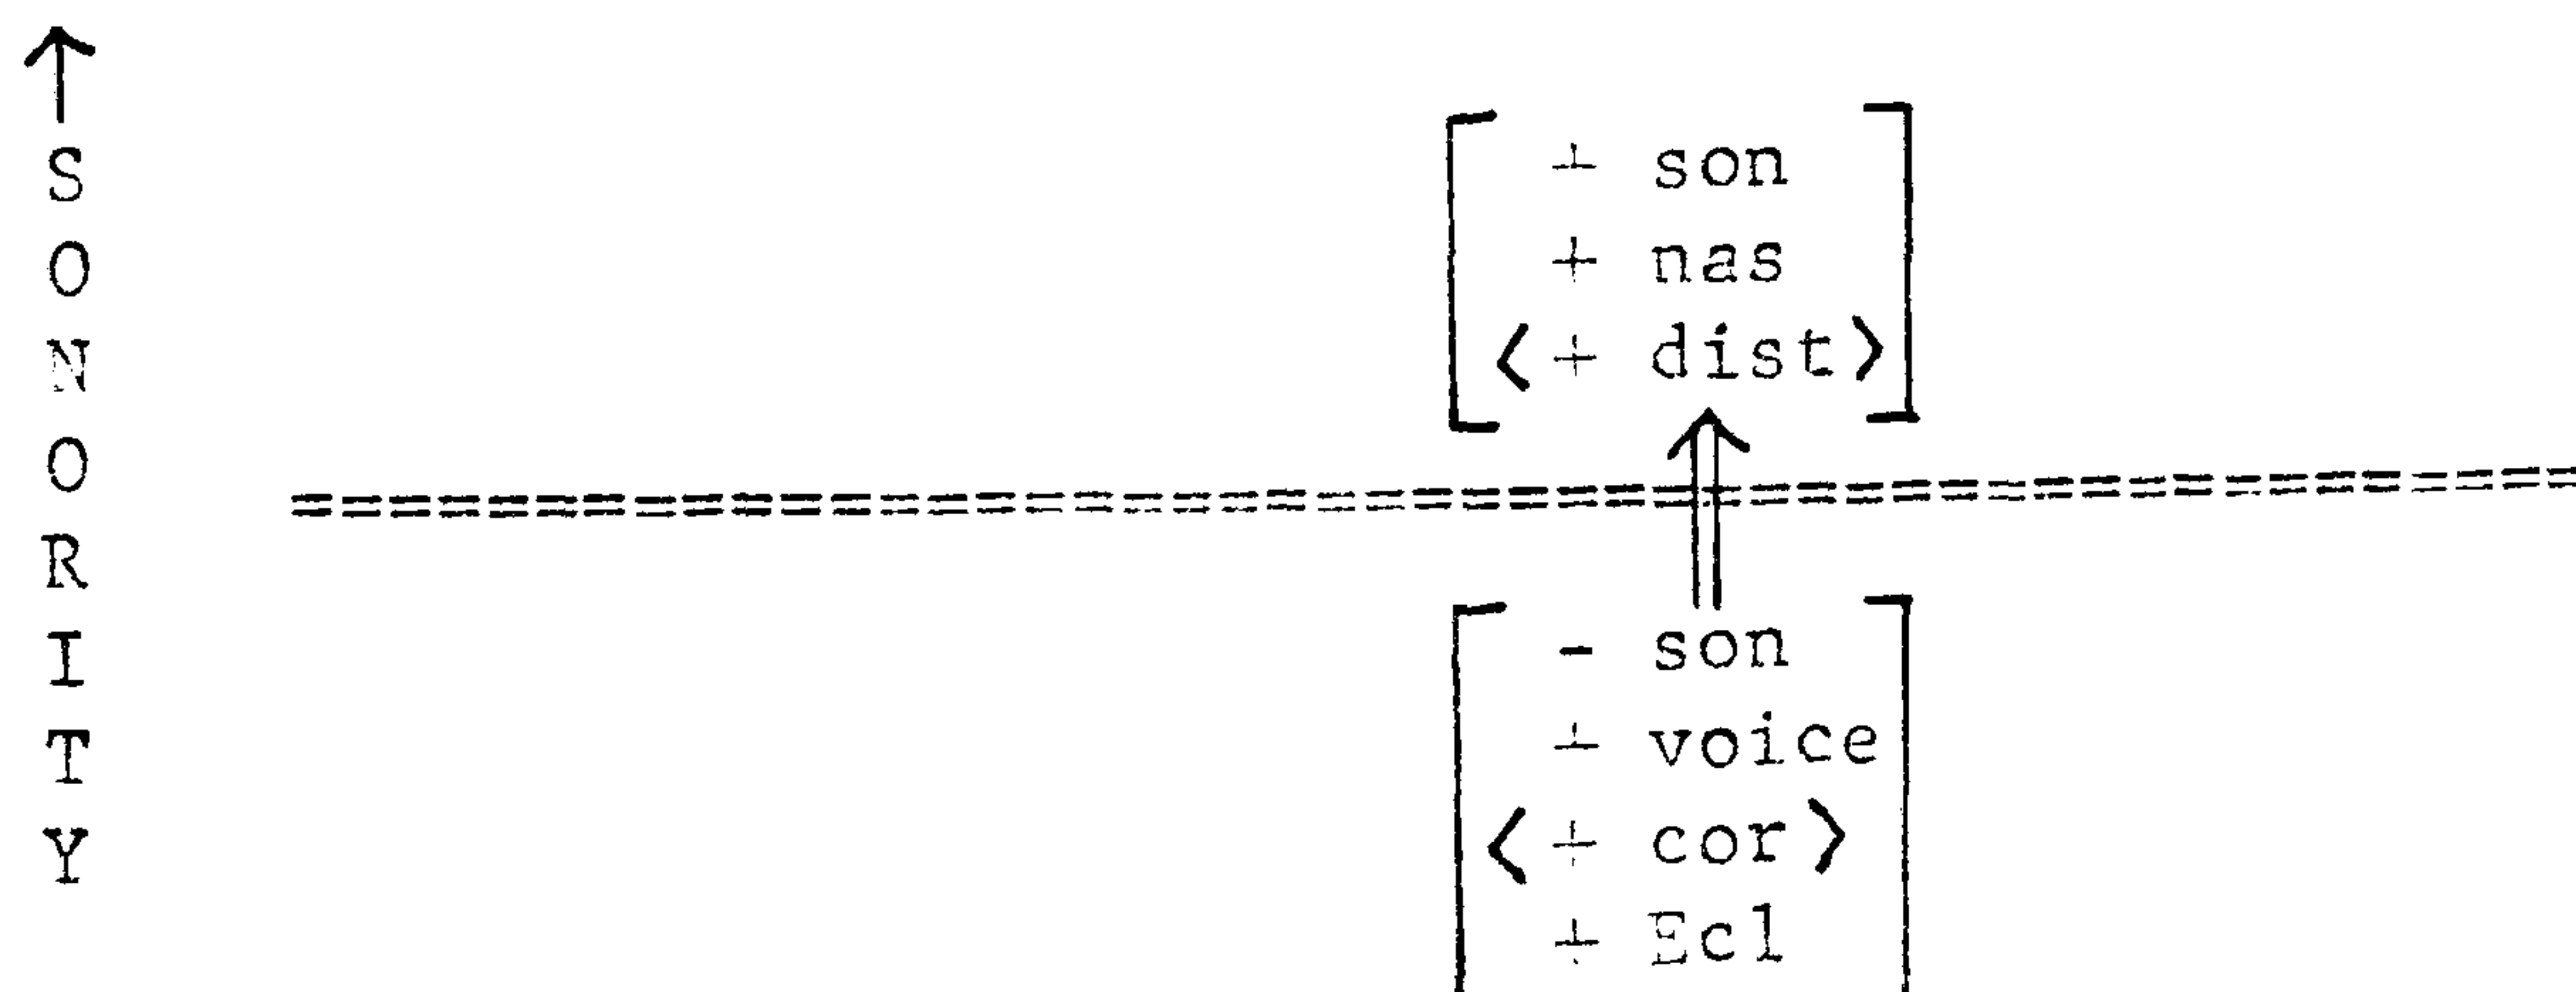 ↑
SONORITY
+ son
+ nas
<+ dist>
- son
+ voice
<+ cor>
+ Ecl